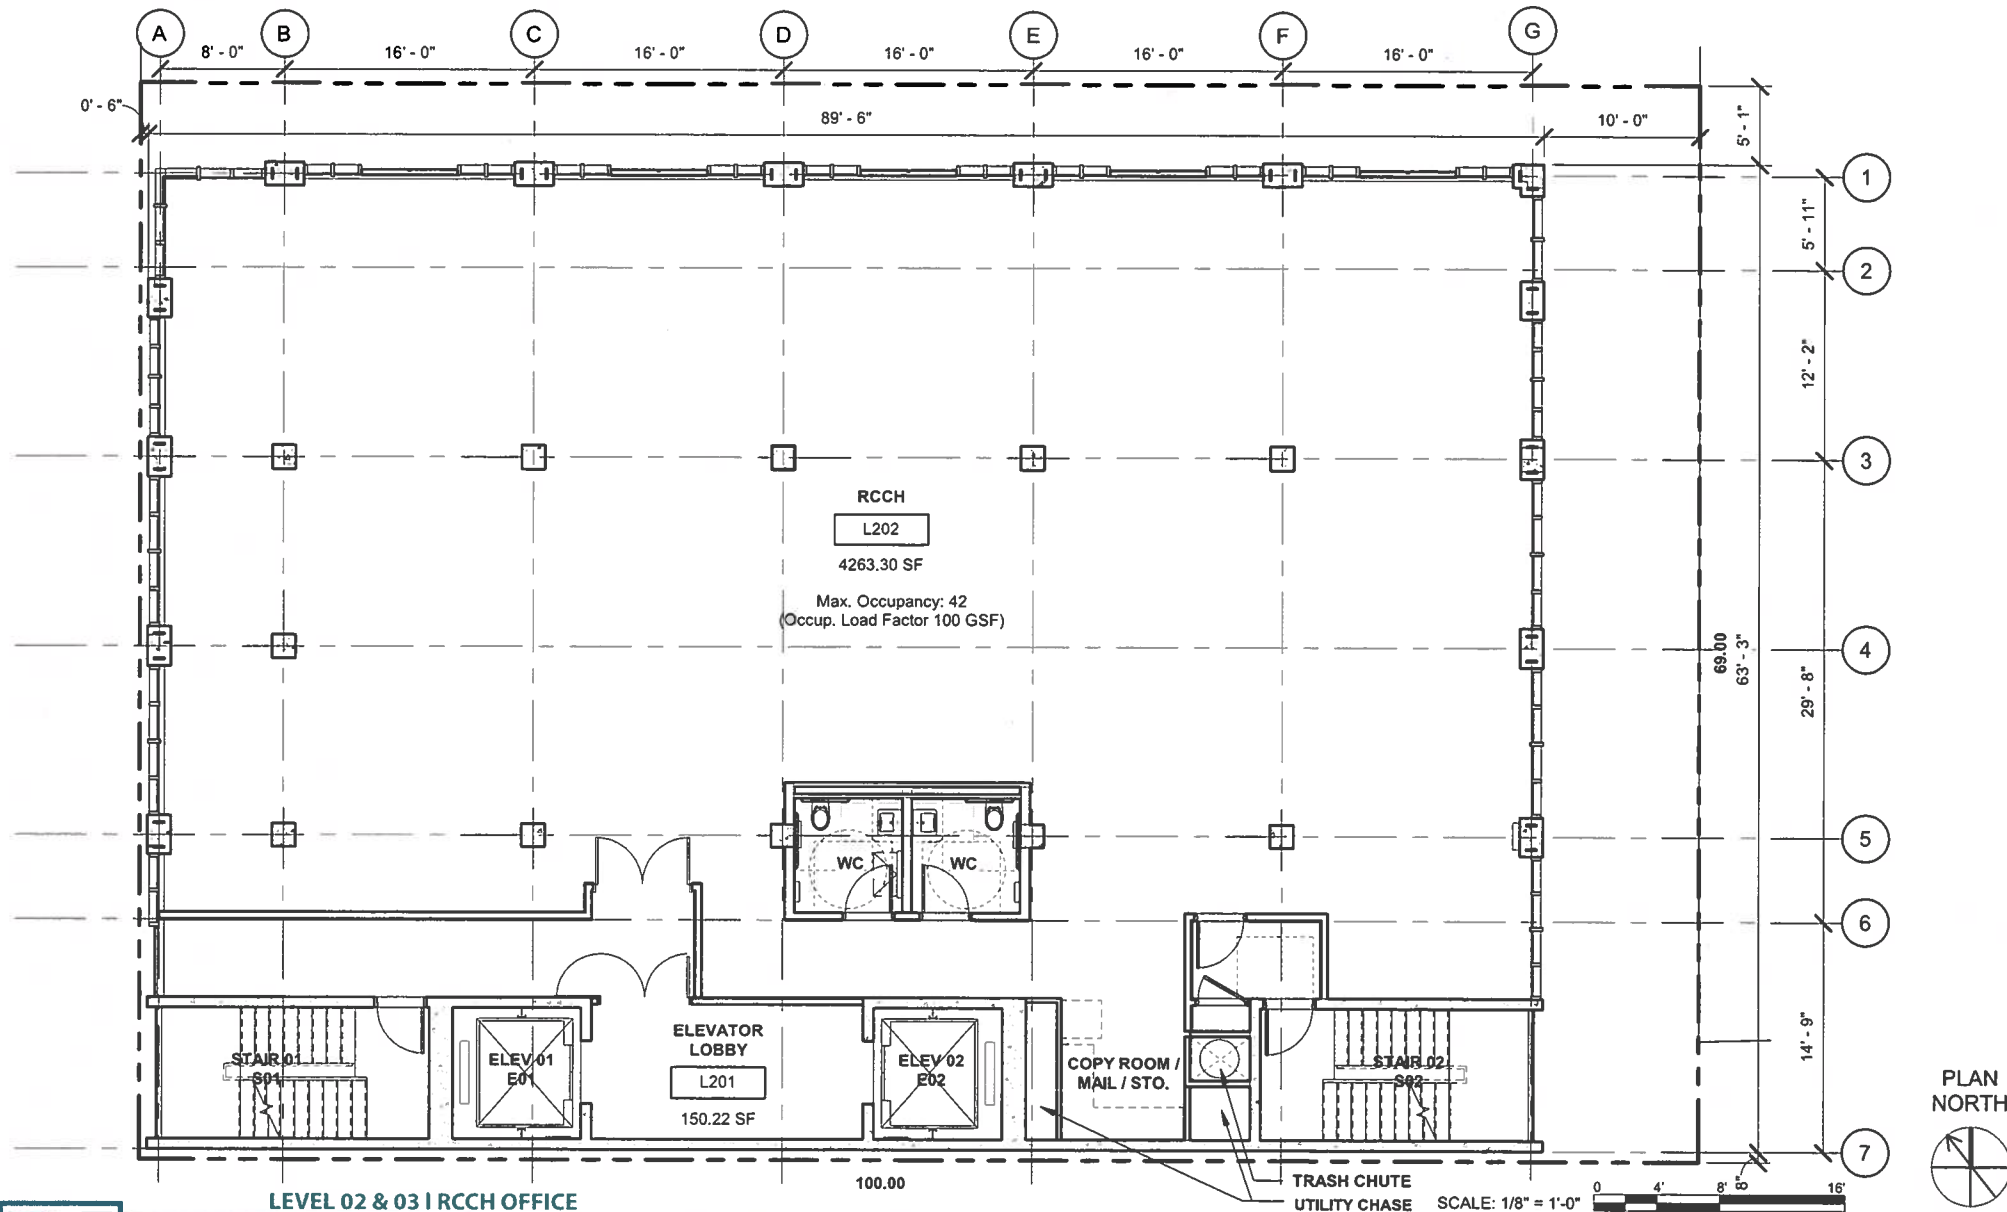 A B C D E F G
8' - 0" 16' - 0" 16' - 0" 16' - 0" 16' - 0" 16' - 0"
0' - 6"
89' - 6"
10' - 0"
5' - 1"
1
5' - 11"
2
12' - 2"
3
RCCH
L202
4263.30 SF
Max. Occupancy: 42
(Occup. Load Factor 100 GSF)
4
69.00
63' - 3"
29' - 8"
5
WC WC
6
ELEVATOR
LOBBY
L201
150.22 SF
STAIR 01
S01
ELEV 01
E01
ELEV 02
E02
COPY ROOM /
MAIL / STO.
STAIR 02
S02
14' - 9"
7
PLAN
NORTH
8"
100.00
TRASH CHUTE
UTILITY CHASE
SCALE: 1/8" = 1'-0"
0 4' 8' 16'
LEVEL 02 & 03 I RCCH OFFICE